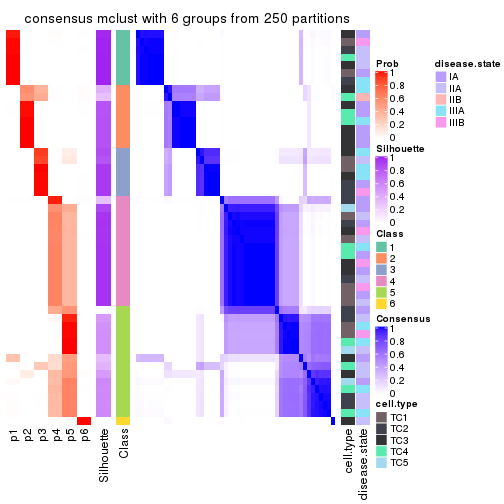 consensus mclust with 6 groups from 250 partitions
p1
p2
p3
p4
p5
p6
Silhouette
Class
cell.type
disease.state
Prob
1
0.8
0.6
0.4
0.2
0
Silhouette
1
0.8
0.6
0.4
0.2
0
Class
1
2
3
4
5
6
Consensus
1
0.8
0.6
0.4
0.2
0
cell.type
TC1
TC2
TC3
TC4
TC5
disease.state
IA
IIA
IIB
IIIA
IIIB